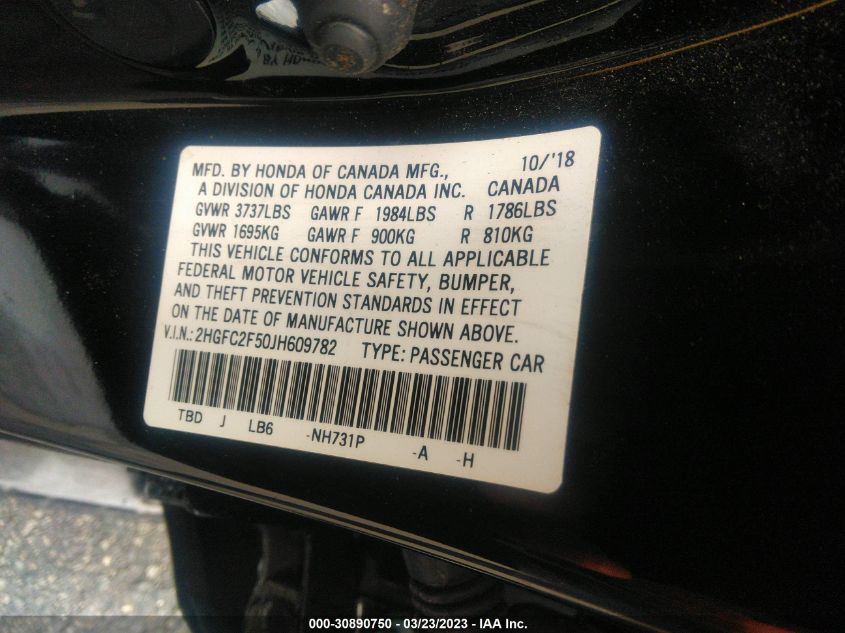 MFD. BY HONDA OF CANADA MFG., 10/'18
A DIVISION OF HONDA CANADA INC. CANADA
GVWR 3737LBS GAWR F 1984LBS R 1786LBS
GVWR 1695KG GAWR F 900KG R 810KG
THIS VEHICLE CONFORMS TO ALL APPLICABLE
FEDERAL MOTOR VEHICLE SAFETY, BUMPER,
AND THEFT PREVENTION STANDARDS IN EFFECT
ON THE DATE OF MANUFACTURE SHOWN ABOVE.
V.I.N.: 2HGFC2F50JH609782 TYPE: PASSENGER CAR
TBD J LB6 -NH731P -A -H
000-30890750 - 03/23/2023 - IAA Inc.